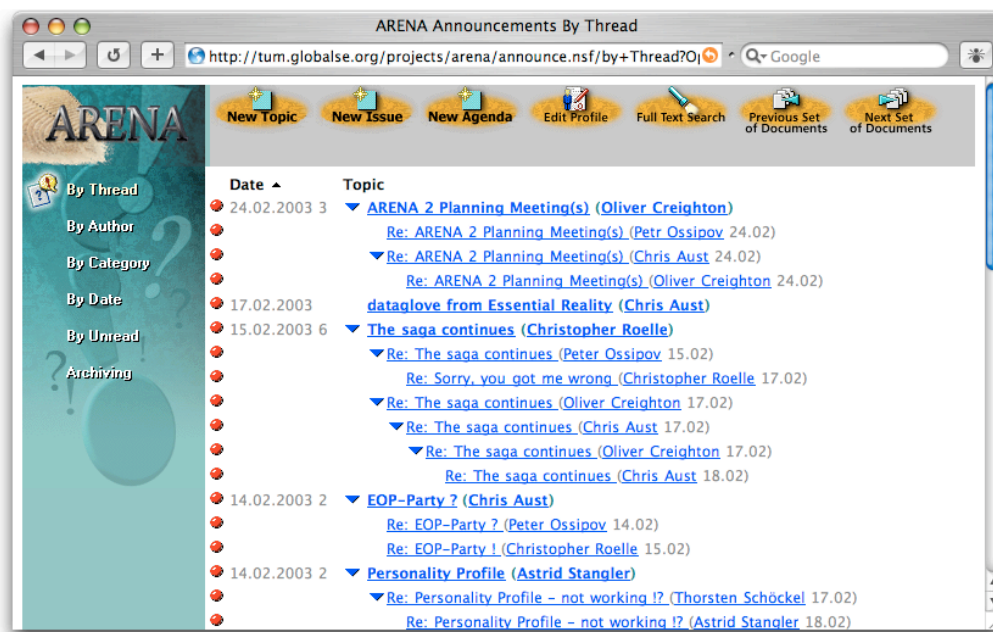 ARENA Announcements By Thread
http://tum.globalse.org/projects/arena/announce.nsf/by+Thread?O
Google
ARENA
New Topic
New Issue
New Agenda
Edit Profile
Full Text Search
Previous Set of Documents
Next Set of Documents
By Thread
By Author
By Category
By Date
By Unread
Archiving
Date Topic
24.02.2003 3 ARENA 2 Planning Meeting(s) (Oliver Creighton)
Re: ARENA 2 Planning Meeting(s) (Petr Ossipov 24.02)
Re: ARENA 2 Planning Meeting(s) (Chris Aust 24.02)
Re: ARENA 2 Planning Meeting(s) (Oliver Creighton 24.02)
17.02.2003 dataglove from Essential Reality (Chris Aust)
15.02.2003 6 The saga continues (Christopher Roelle)
Re: The saga continues (Peter Ossipov 15.02)
Re: Sorry, you got me wrong (Christopher Roelle 17.02)
Re: The saga continues (Oliver Creighton 17.02)
Re: The saga continues (Chris Aust 17.02)
Re: The saga continues (Oliver Creighton 17.02)
Re: The saga continues (Chris Aust 18.02)
14.02.2003 2 EOP-Party ? (Chris Aust)
Re: EOP-Party ? (Peter Ossipov 14.02)
Re: EOP-Party ! (Christopher Roelle 15.02)
14.02.2003 2 Personality Profile (Astrid Stangler)
Re: Personality Profile - not working !? (Thorsten Schöckel 17.02)
Re: Personality Profile - not working !? (Astrid Stangler 18.02)